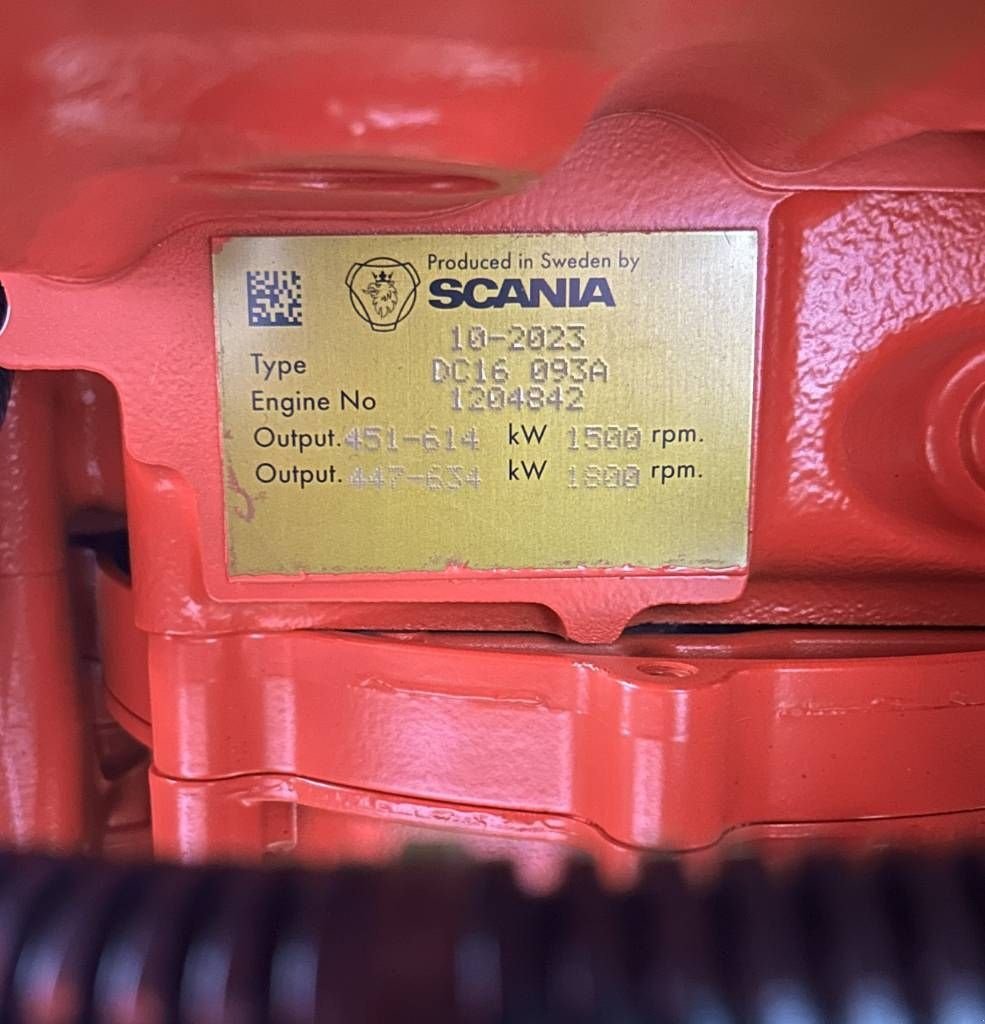 Produced in Sweden by
SCANIA
10-2023
Type DC16 093A
Engine No 1204842
Output. 451-614 kW 1500 rpm.
Output. 447-634 kW 1800 rpm.